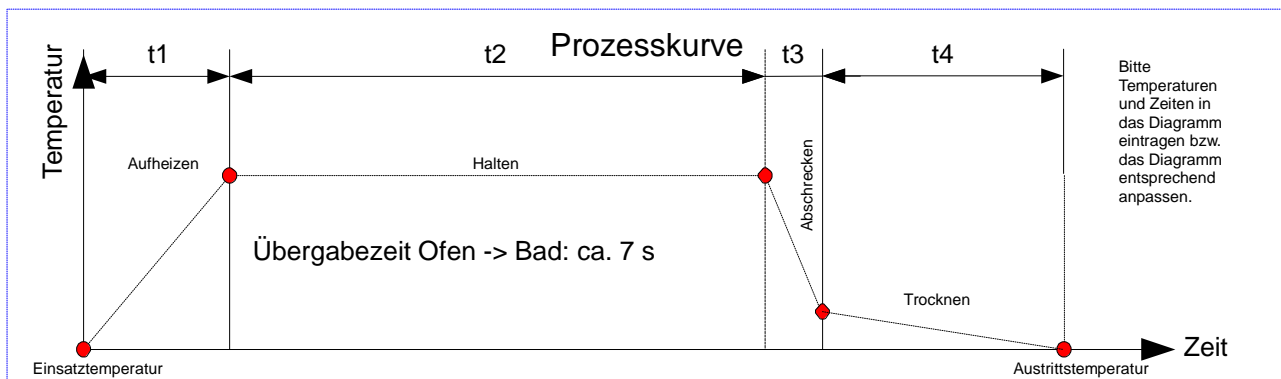 Prozesskurve
t1
t2
t3
t4
Temperatur
Bitte
Temperaturen
und Zeiten in
das Diagramm
eintragen bzw.
das Diagramm
entsprechend
anpassen.
Aufheizen
Halten
Abschrecken
Übergabezeit Ofen -> Bad: ca. 7 s
Trocknen
Zeit
Einsatztemperatur
Austrittstemperatur